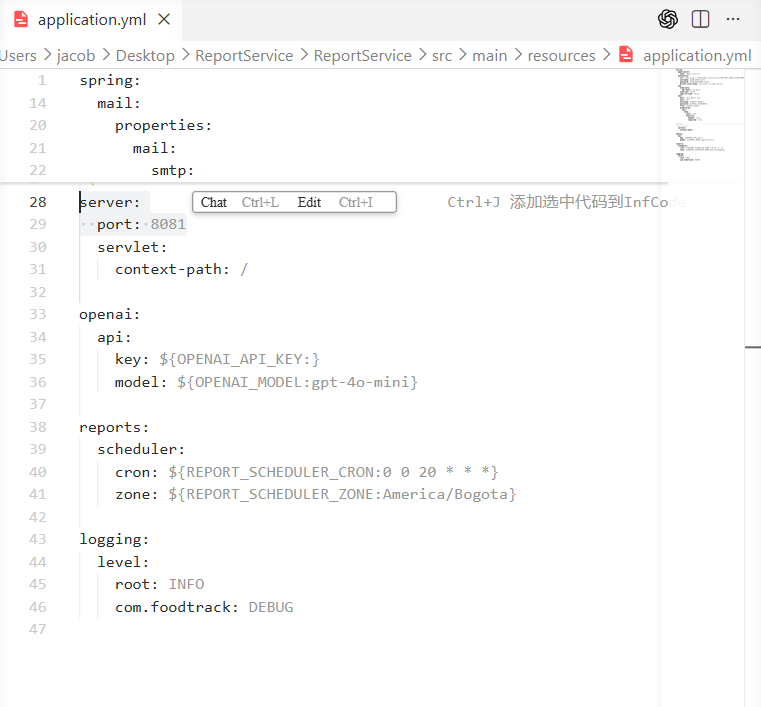 application.yml
Users > jacob > Desktop > ReportService > ReportService > src > main > resources > application.yml
1 spring:
14 mail:
20 properties:
21 mail:
22 smtp:
28 server: Chat Ctrl+L Edit Ctrl+I Ctrl+J 添加选中代码到InfCode
29 port: 8081
30 servlet:
31 context-path: /
32
33 openai:
34 api:
35 key: ${OPENAI_API_KEY:}
36 model: ${OPENAI_MODEL:gpt-4o-mini}
37
38 reports:
39 scheduler:
40 cron: ${REPORT_SCHEDULER_CRON:0 0 20 * * *}
41 zone: ${REPORT_SCHEDULER_ZONE:America/Bogota}
42
43 logging:
44 level:
45 root: INFO
46 com.foodtrack: DEBUG
47